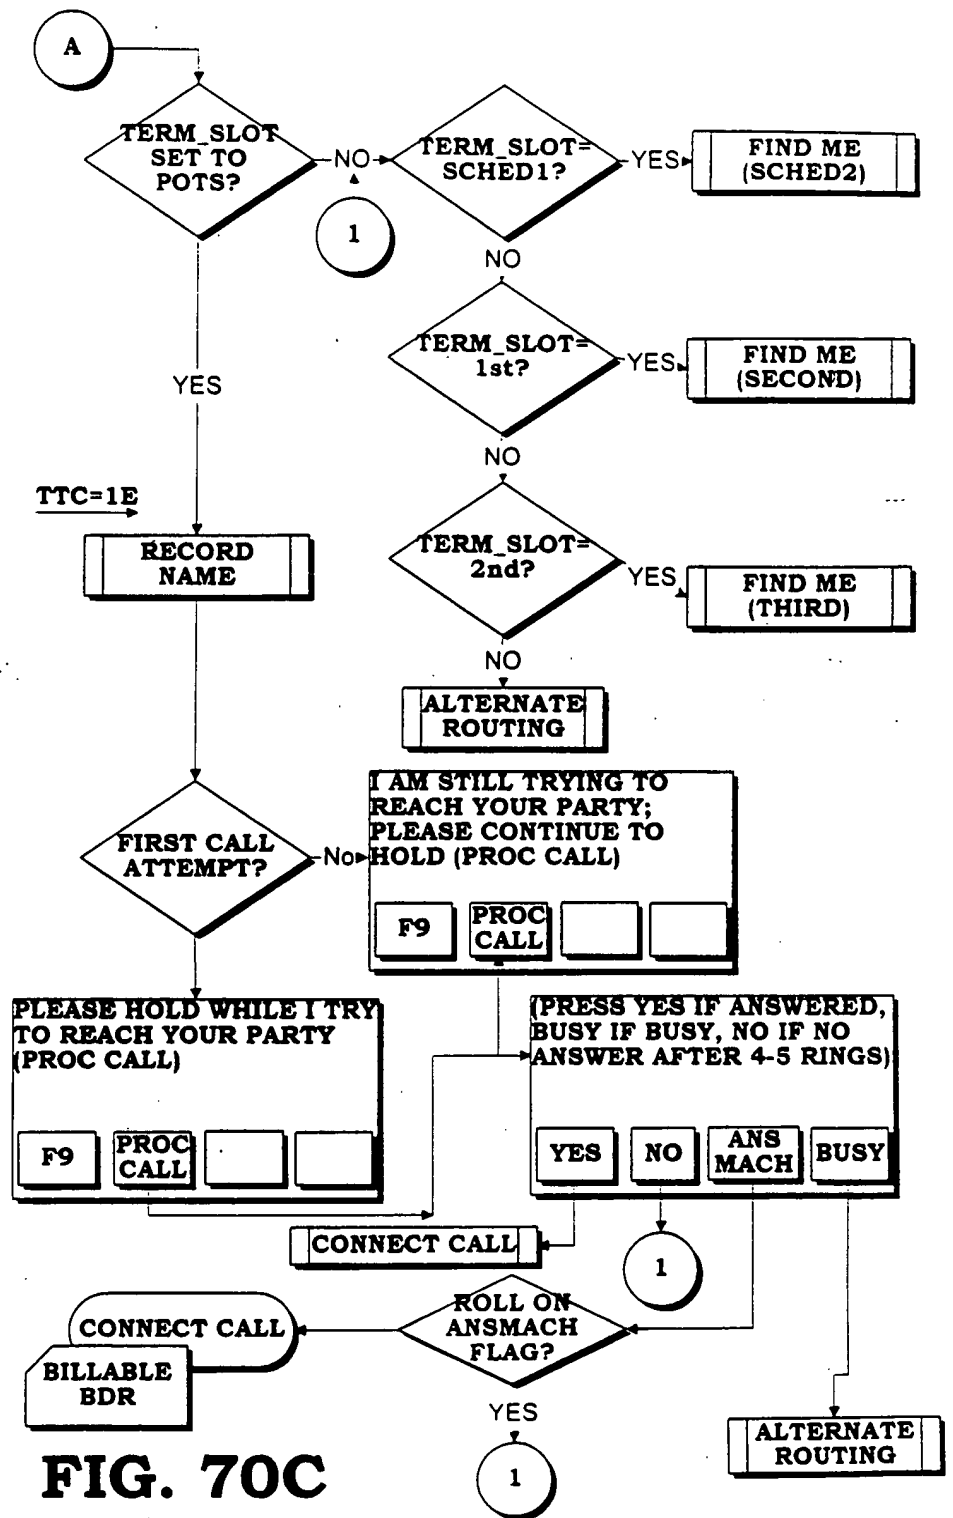 A
TERM_SLOT
SET TO
POTS?
NO
1
TERM_SLOT=
SCHED1?
YES
FIND ME
(SCHED2)
NO
TERM_SLOT=
1st?
YES
FIND ME
(SECOND)
YES
NO
TTC=1E
RECORD
NAME
TERM_SLOT=
2nd?
YES
FIND ME
(THIRD)
NO
ALTERNATE
ROUTING
FIRST CALL
ATTEMPT?
No
I AM STILL TRYING TO
REACH YOUR PARTY;
PLEASE CONTINUE TO
HOLD (PROC CALL)
F9
PROC
CALL
PLEASE HOLD WHILE I TRY
TO REACH YOUR PARTY
(PROC CALL)
F9
PROC
CALL
(PRESS YES IF ANSWERED,
BUSY IF BUSY, NO IF NO
ANSWER AFTER 4-5 RINGS)
YES
NO
ANS
MACH
BUSY
CONNECT CALL
1
ROLL ON
ANSMACH
FLAG?
CONNECT CALL
BILLABLE
BDR
YES
1
ALTERNATE
ROUTING
FIG. 70C